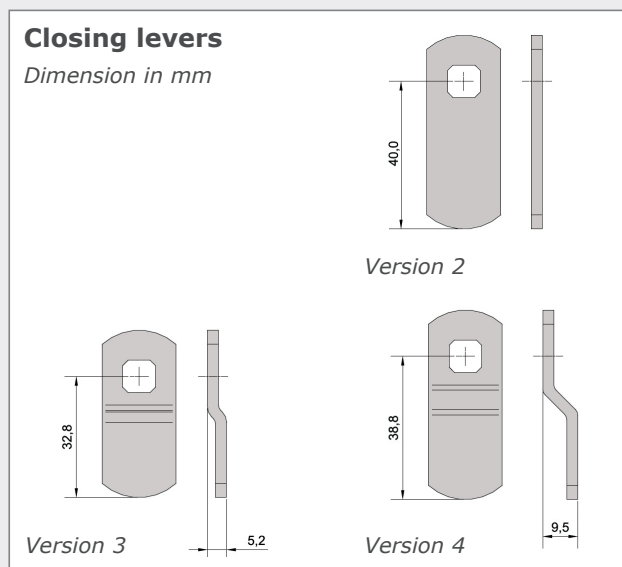 Closing levers
Dimension in mm
40,0
Version 2
32,8
5,2
Version 3
38,8
9,5
Version 4